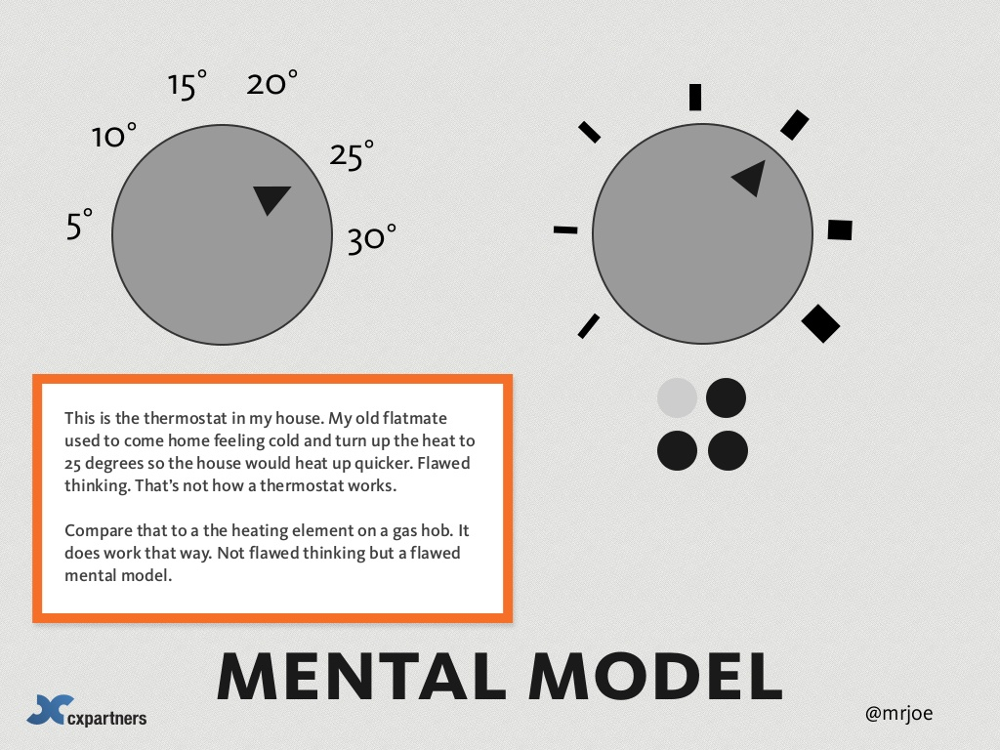 15° 20°
10°
25°
5°
30°
This is the thermostat in my house. My old flatmate
used to come home feeling cold and turn up the heat to
25 degrees so the house would heat up quicker. Flawed
thinking. That’s not how a thermostat works.
Compare that to a the heating element on a gas hob. It
does work that way. Not flawed thinking but a flawed
mental model.
MENTAL MODEL
cxpartners
@mrjoe